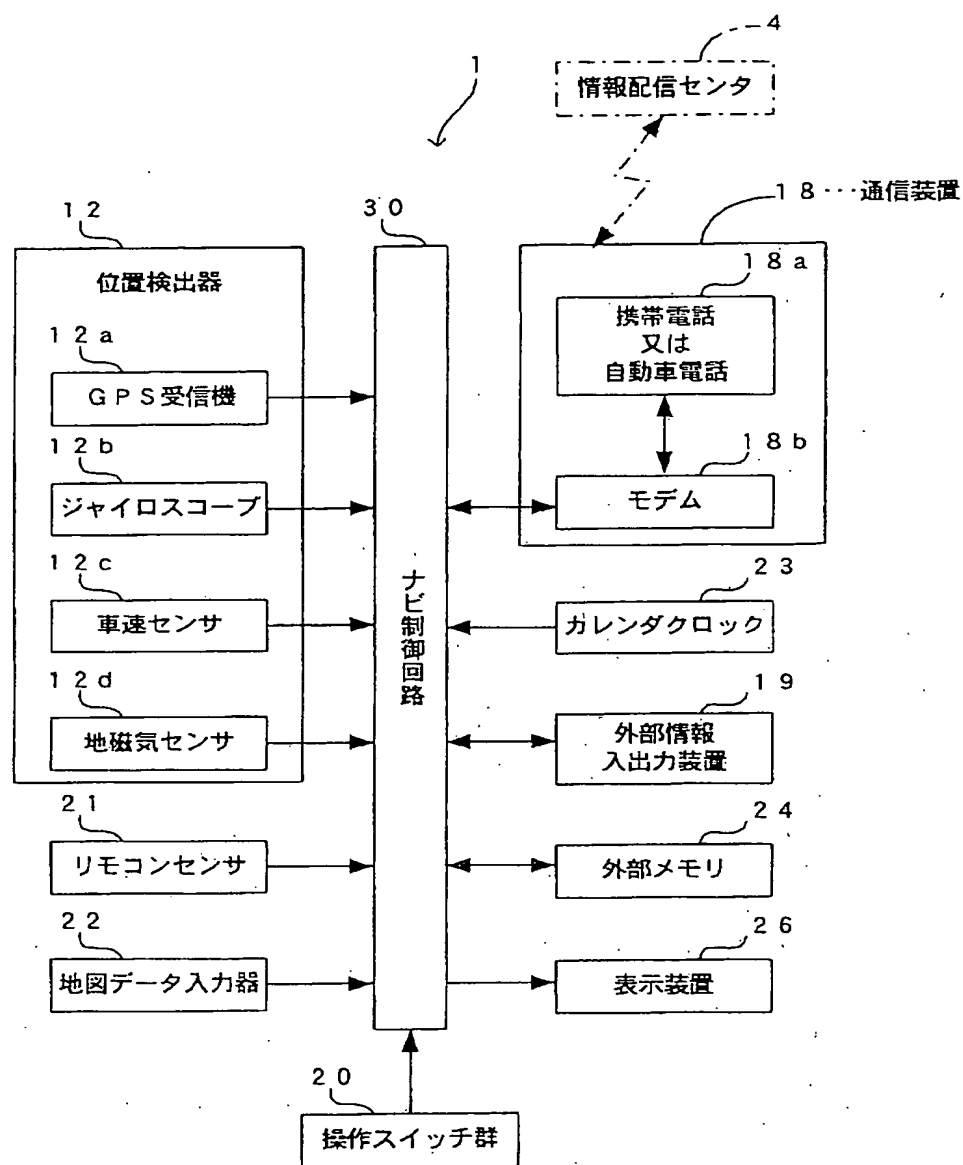 4
情報配信センタ
1
18・・・通信装置
12
30
位置検出器
18a
携帯電話
又は
自動車電話
12a
GPS受信機
12b
ジャイロスコープ
18b
モデム
ナビ制御回路
12c
車速センサ
23
カレンダクロック
12d
地磁気センサ
19
外部情報
入出力装置
21
リモコンセンサ
24
外部メモリ
22
地図データ入力器
26
表示装置
20
操作スイッチ群